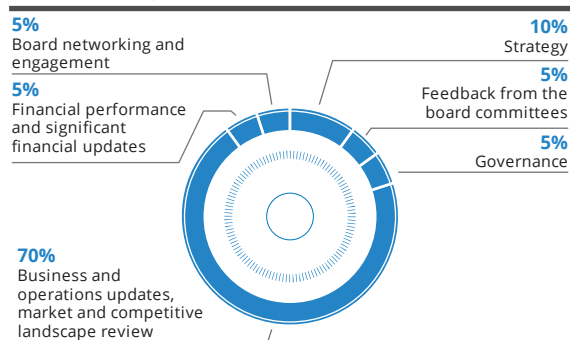 5%
Board networking and
engagement
5%
Financial performance
and significant
financial updates
10%
Strategy
5%
Feedback from the
board committees
5%
Governance
70%
Business and
operations updates,
market and competitive
landscape review